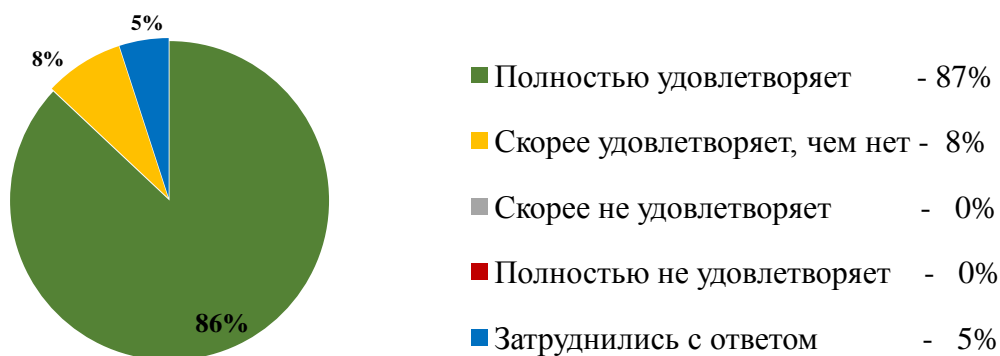 5%
8%
86%
Полностью удовлетворяет - 87%
Скорее удовлетворяет, чем нет - 8%
Скорее не удовлетворяет - 0%
Полностью не удовлетворяет - 0%
Затруднились с ответом - 5%